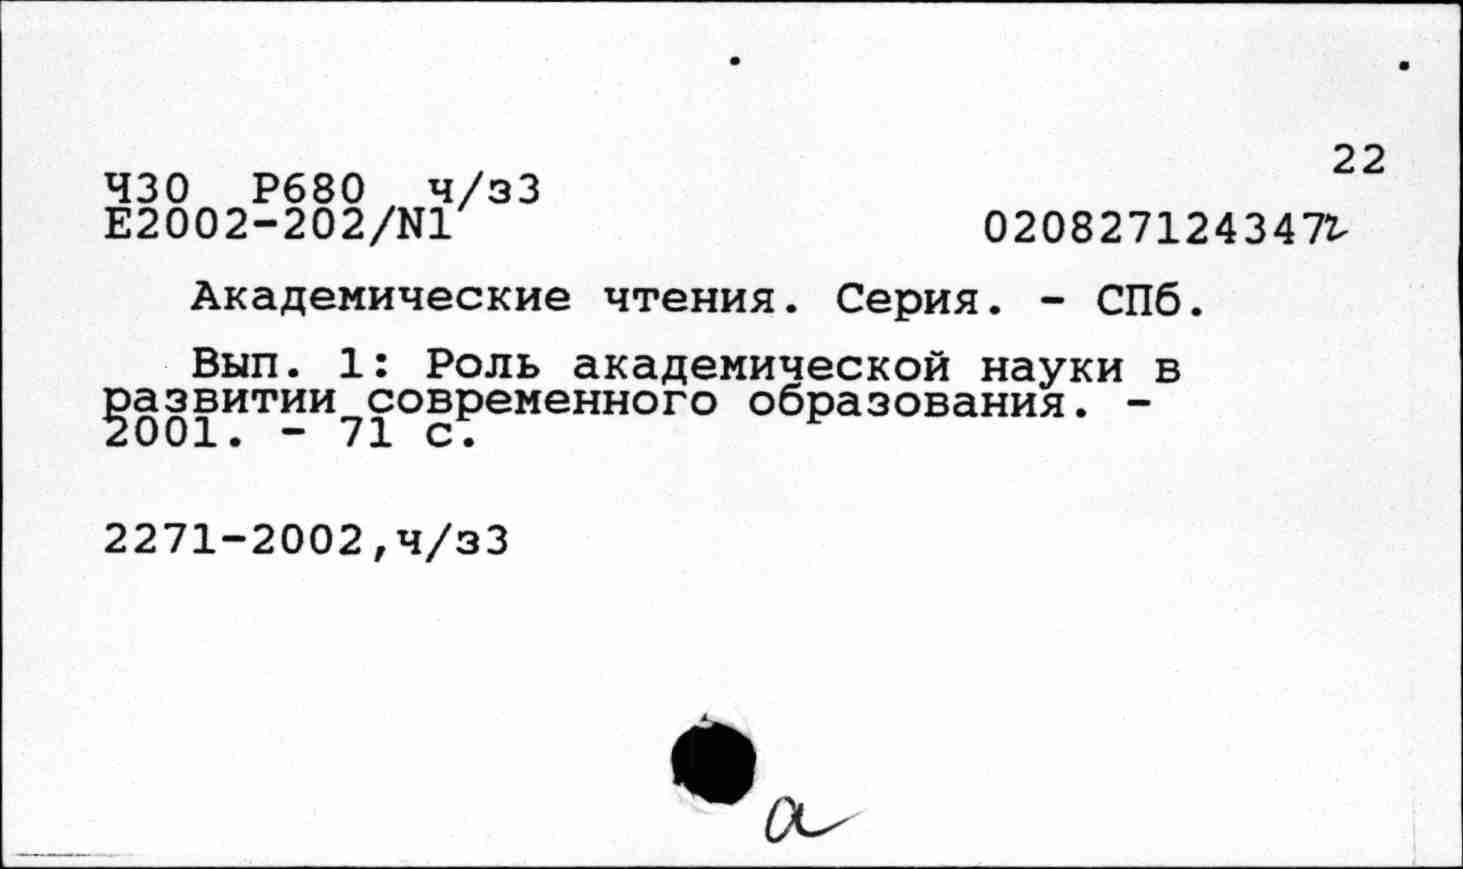 22
Ч30 Р680 ч/з3
Е2002-202/N1 020827124347
Академические чтения. Серия. - СПб.
Вып. 1: Роль академической науки в
развитии современного образования. -
2001. - 71 с.
2271-2002,ч/з3